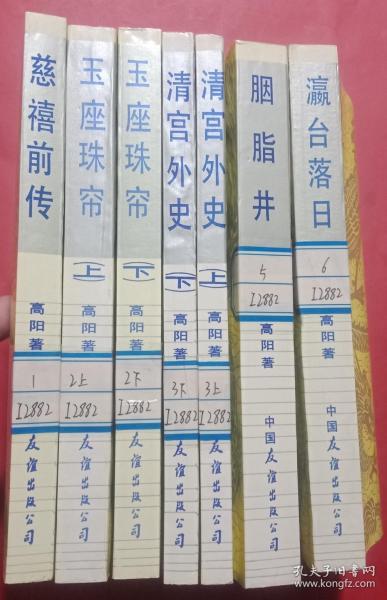 慈禧前传
高阳著
1
I2882
友谊出版公司
玉座珠帘
(上)
高阳著
2上
I2882
友谊出版公司
玉座珠帘
(下)
高阳著
2下
I2882
友谊出版公司
清宫外史
(下)
高阳著
3下
I2882
友谊出版公司
清宫外史
(上)
高阳著
3上
I2882
友谊出版公司
胭脂井
5
I2882
高阳著
中国友谊出版公司
瀛台落日
6
I2882
高阳著
中国友谊出版公司
孔夫子旧书网